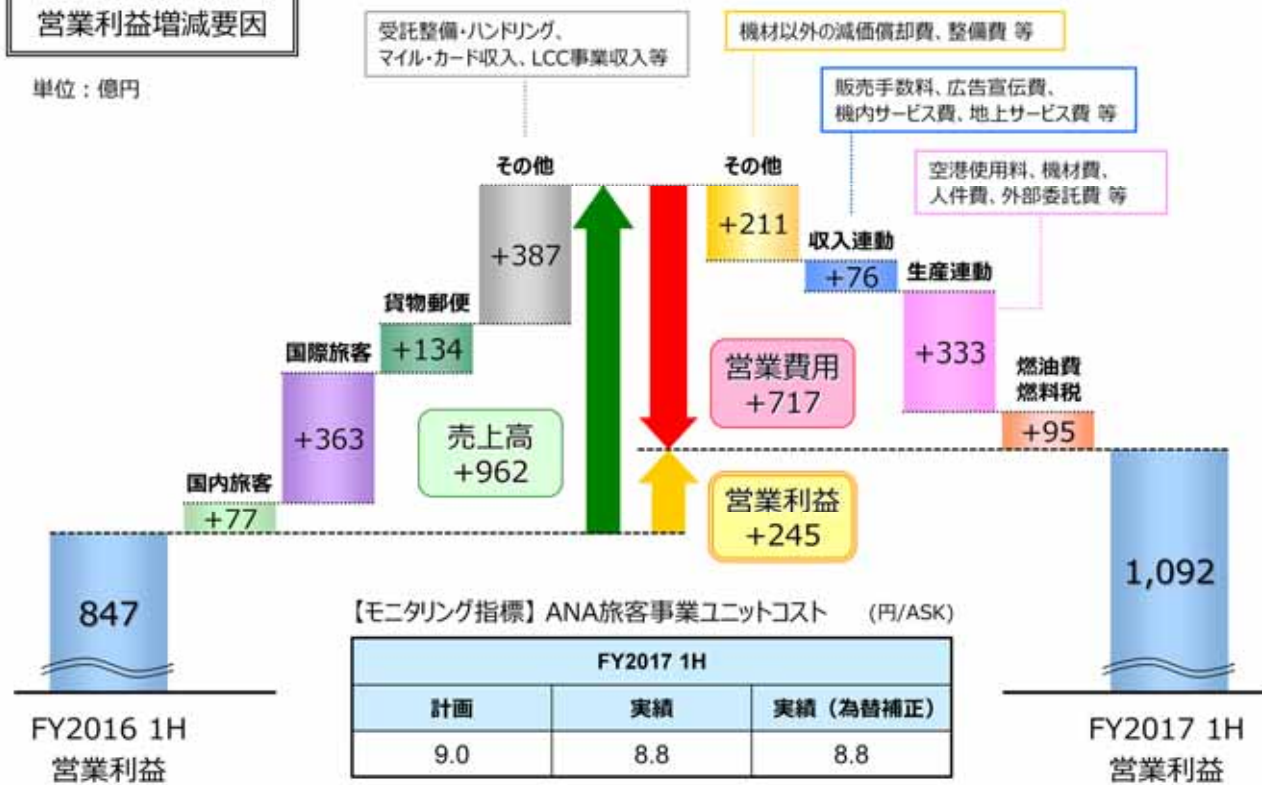 営業利益増減要因
単位：億円
受託整備・ハンドリング、
マイル・カード収入、LCC事業収入等
機材以外の減価償却費、整備費 等
販売手数料、広告宣伝費、
機内サービス費、地上サービス費 等
空港使用料、機材費、
人件費、外部委託費 等
その他
+387
その他
+211
収入連動
+76
生産連動
+333
燃油費
燃料税
+95
貨物郵便
+134
国際旅客
+363
国内旅客
+77
売上高
+962
営業費用
+717
営業利益
+245
847
1,092
【モニタリング指標】ANA旅客事業ユニットコスト (円/ASK)
FY2017 1H
計画 実績 実績（為替補正）
9.0 8.8 8.8
FY2016 1H
営業利益
FY2017 1H
営業利益